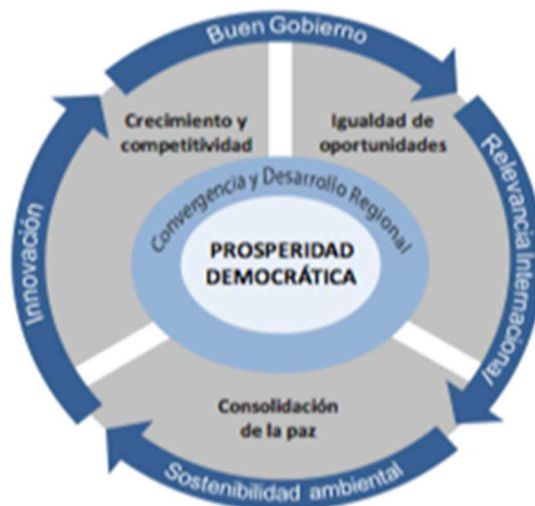 Buen Gobierno
Crecimiento y
competitividad
Igualdad de
oportunidades
Relevancia Internacional
Innovación
Convergencia y Desarrollo Regional
PROSPERIDAD
DEMOCRÁTICA
Consolidación
de la paz
Sostenibilidad ambiental